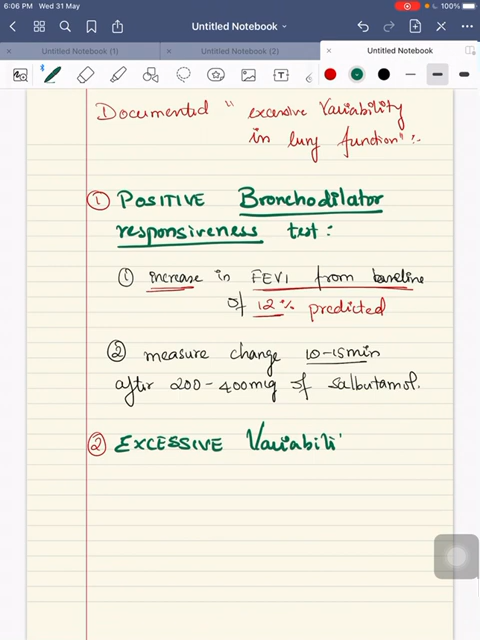 6:06 PM Wed 31 May
100%
Untitled Notebook
Untitled Notebook (1)
Untitled Notebook (2)
Untitled Notebook
Documented " excessive Variability
in lung function" :-
① POSITIVE Bronchodilator
responsiveness test :
① increase in FEV1 from baseline
of 12% predicted
② measure change 10-15min
after 200-400mcg of Salbutamol.
② EXCESSIVE Variabili